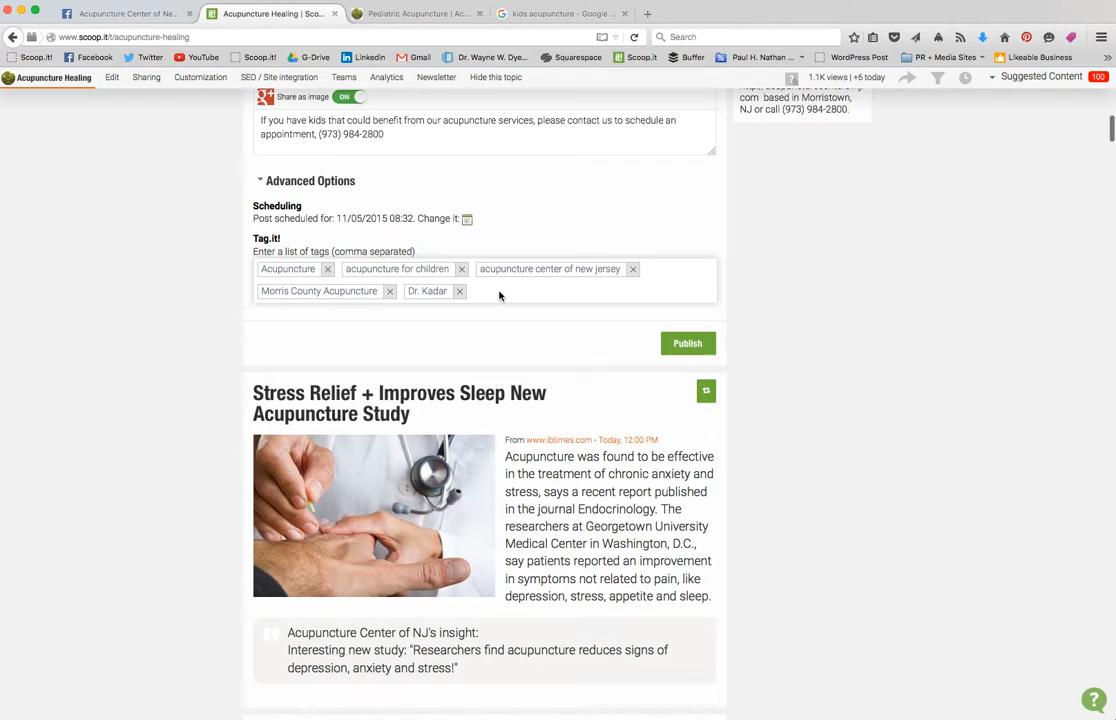 Acupuncture Center of Ne...
Acupuncture Healing | Scoo...
Pediatric Acupuncture | Ac...
kids acupuncture - Google ...
www.scoop.it/t/acupuncture-healing
Search
Scoop.it! Facebook Twitter YouTube Scoop.it! G-Drive Linkedin Gmail Dr. Wayne W. Dye... Squarespace Scoop.it Buffer Paul H. Nathan ... WordPress Post PR + Media Sites Likeable Business
Acupuncture Healing Edit Sharing Customization SEO / Site integration Teams Analytics Newsletter Hide this topic
1.1K views | +6 today
Suggested Content 100
Share as image ON
If you have kids that could benefit from our acupuncture services, please contact us to schedule an
appointment, (973) 984-2800
com based in Morristown,
NJ or call (973) 984-2800.
Advanced Options
Scheduling
Post scheduled for: 11/05/2015 08:32. Change it:
Tag.it!
Enter a list of tags (comma separated)
Acupuncture acupuncture for children acupuncture center of new jersey
Morris County Acupuncture Dr. Kadar
Publish
Stress Relief + Improves Sleep New
Acupuncture Study
From www.ibtimes.com - Today, 12:00 PM
Acupuncture was found to be effective
in the treatment of chronic anxiety and
stress, says a recent report published
in the journal Endocrinology. The
researchers at Georgetown University
Medical Center in Washington, D.C.,
say patients reported an improvement
in symptoms not related to pain, like
depression, stress, appetite and sleep.
Acupuncture Center of NJ's insight:
Interesting new study: "Researchers find acupuncture reduces signs of
depression, anxiety and stress!"